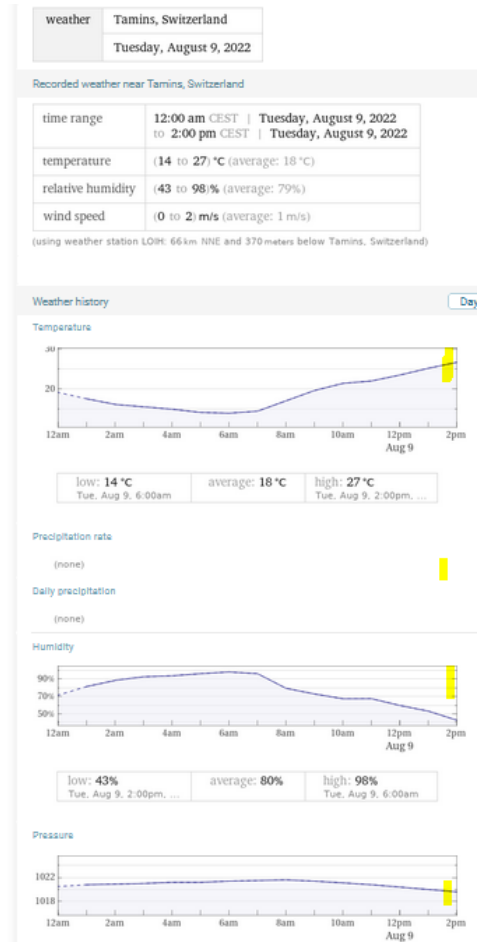 weather Tamins, Switzerland
Tuesday, August 9, 2022
Recorded weather near Tamins, Switzerland
time range 12:00 am CEST | Tuesday, August 9, 2022
to 2:00 pm CEST | Tuesday, August 9, 2022
temperature (14 to 27) °C (average: 18 °C)
relative humidity (43 to 98)% (average: 79%)
wind speed (0 to 2) m/s (average: 1 m/s)
(using weather station LOIH: 66 km NNE and 370 meters below Tamins, Switzerland)
Weather history Day
Temperature
30
20
12am 2am 4am 6am 8am 10am 12pm 2pm
Aug 9
low: 14 °C average: 18 °C high: 27 °C
Tue, Aug 9, 6:00am Tue, Aug 9, 2:00pm, ...
Precipitation rate
(none)
Daily precipitation
(none)
Humidity
90%
70%
50%
12am 2am 4am 6am 8am 10am 12pm 2pm
Aug 9
low: 43% average: 80% high: 98%
Tue, Aug 9, 2:00pm, ... Tue, Aug 9, 6:00am
Pressure
1022
1018
12am 2am 4am 6am 8am 10am 12pm 2pm
Aug 9